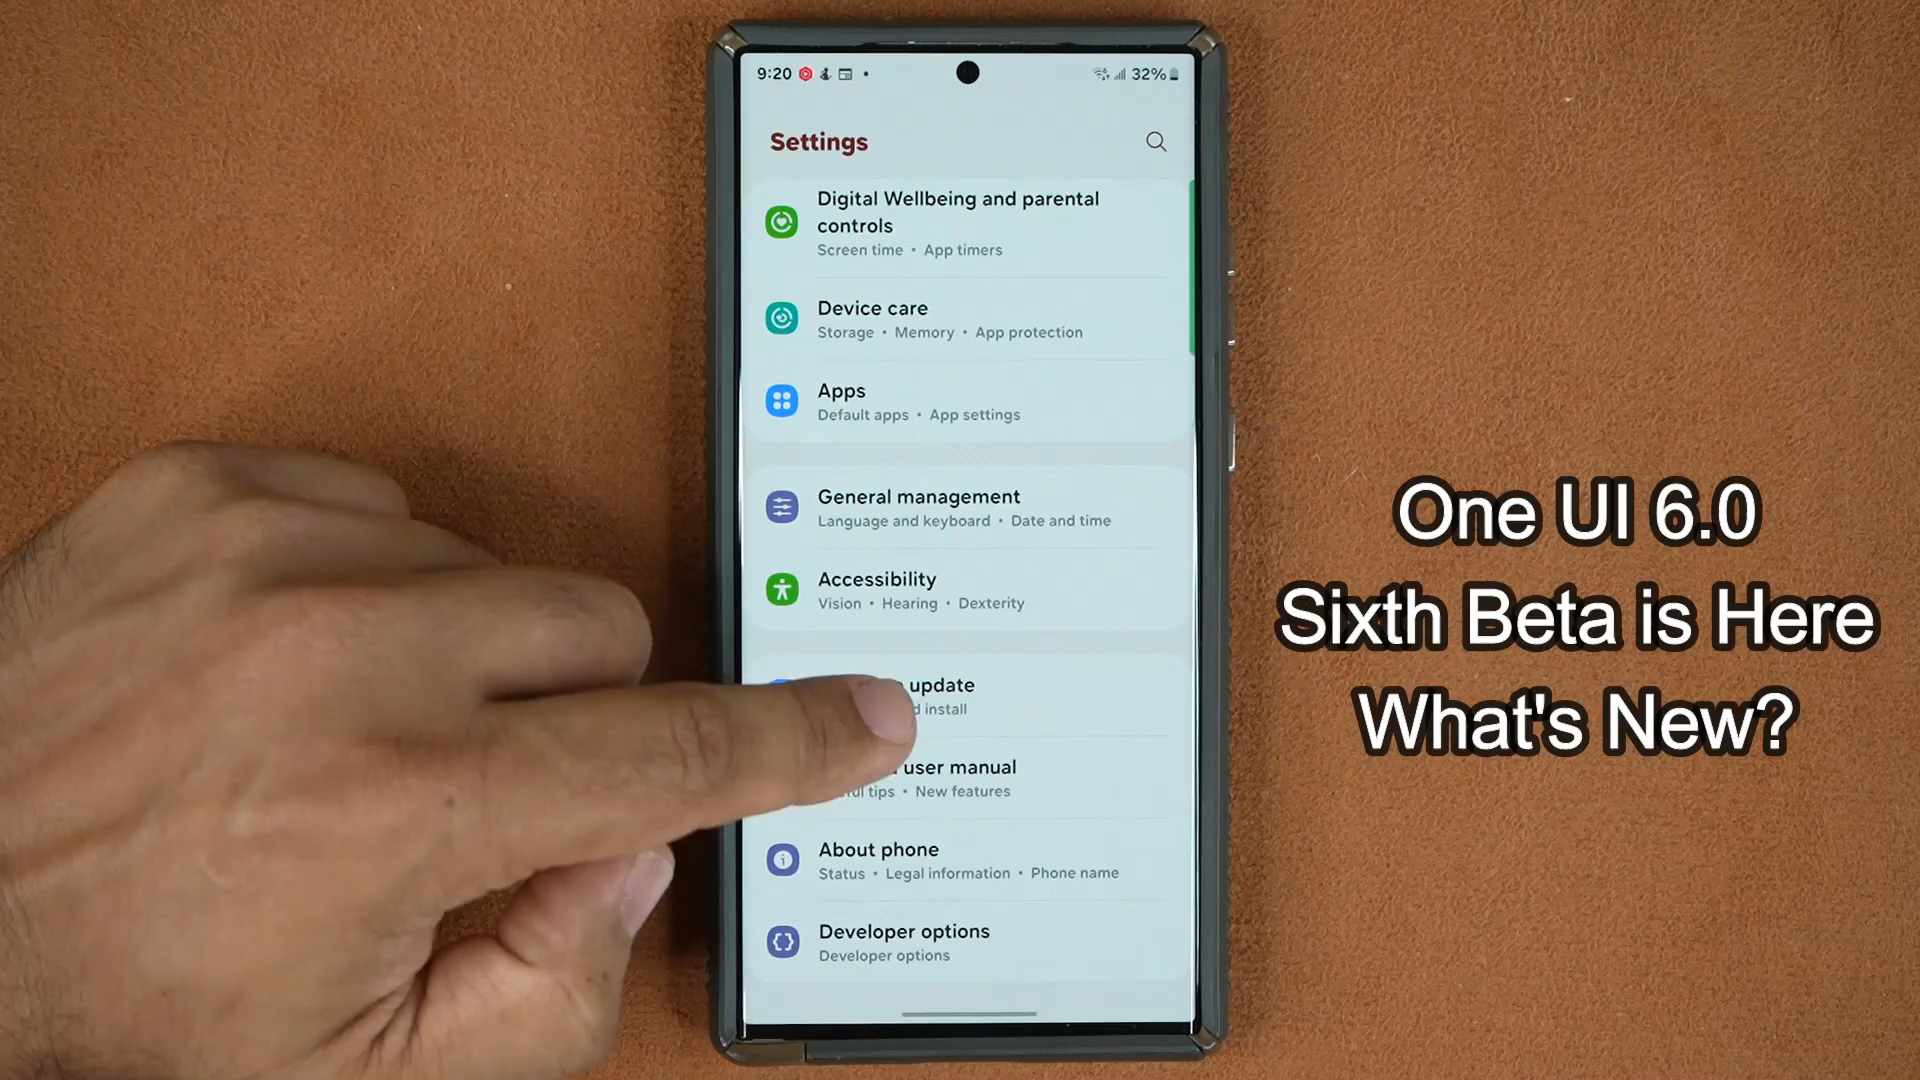 9:20
32%
Settings
Digital Wellbeing and parental
controls
Screen time • App timers
Device care
Storage • Memory • App protection
Apps
Default apps • App settings
General management
Language and keyboard • Date and time
Accessibility
Vision • Hearing • Dexterity
update
install
user manual
tips • New features
About phone
Status • Legal information • Phone name
Developer options
Developer options
One UI 6.0
Sixth Beta is Here
What's New?